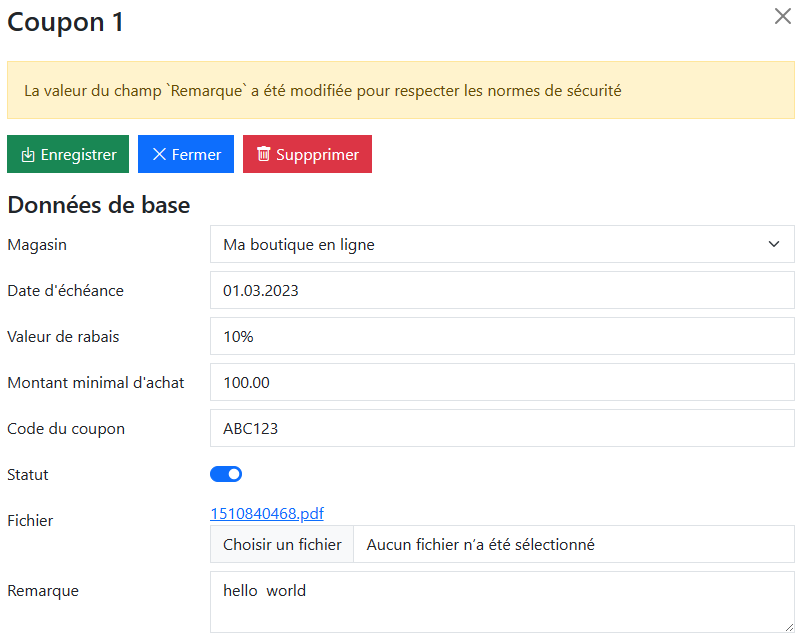 Coupon 1
La valeur du champ `Remarque` a été modifiée pour respecter les normes de sécurité
Enregistrer Fermer Suppprimer
Données de base
Magasin Ma boutique en ligne
Date d'échéance 01.03.2023
Valeur de rabais 10%
Montant minimal d'achat 100.00
Code du coupon ABC123
Statut
Fichier 1510840468.pdf
Choisir un fichier Aucun fichier n’a été sélectionné
Remarque hello  world